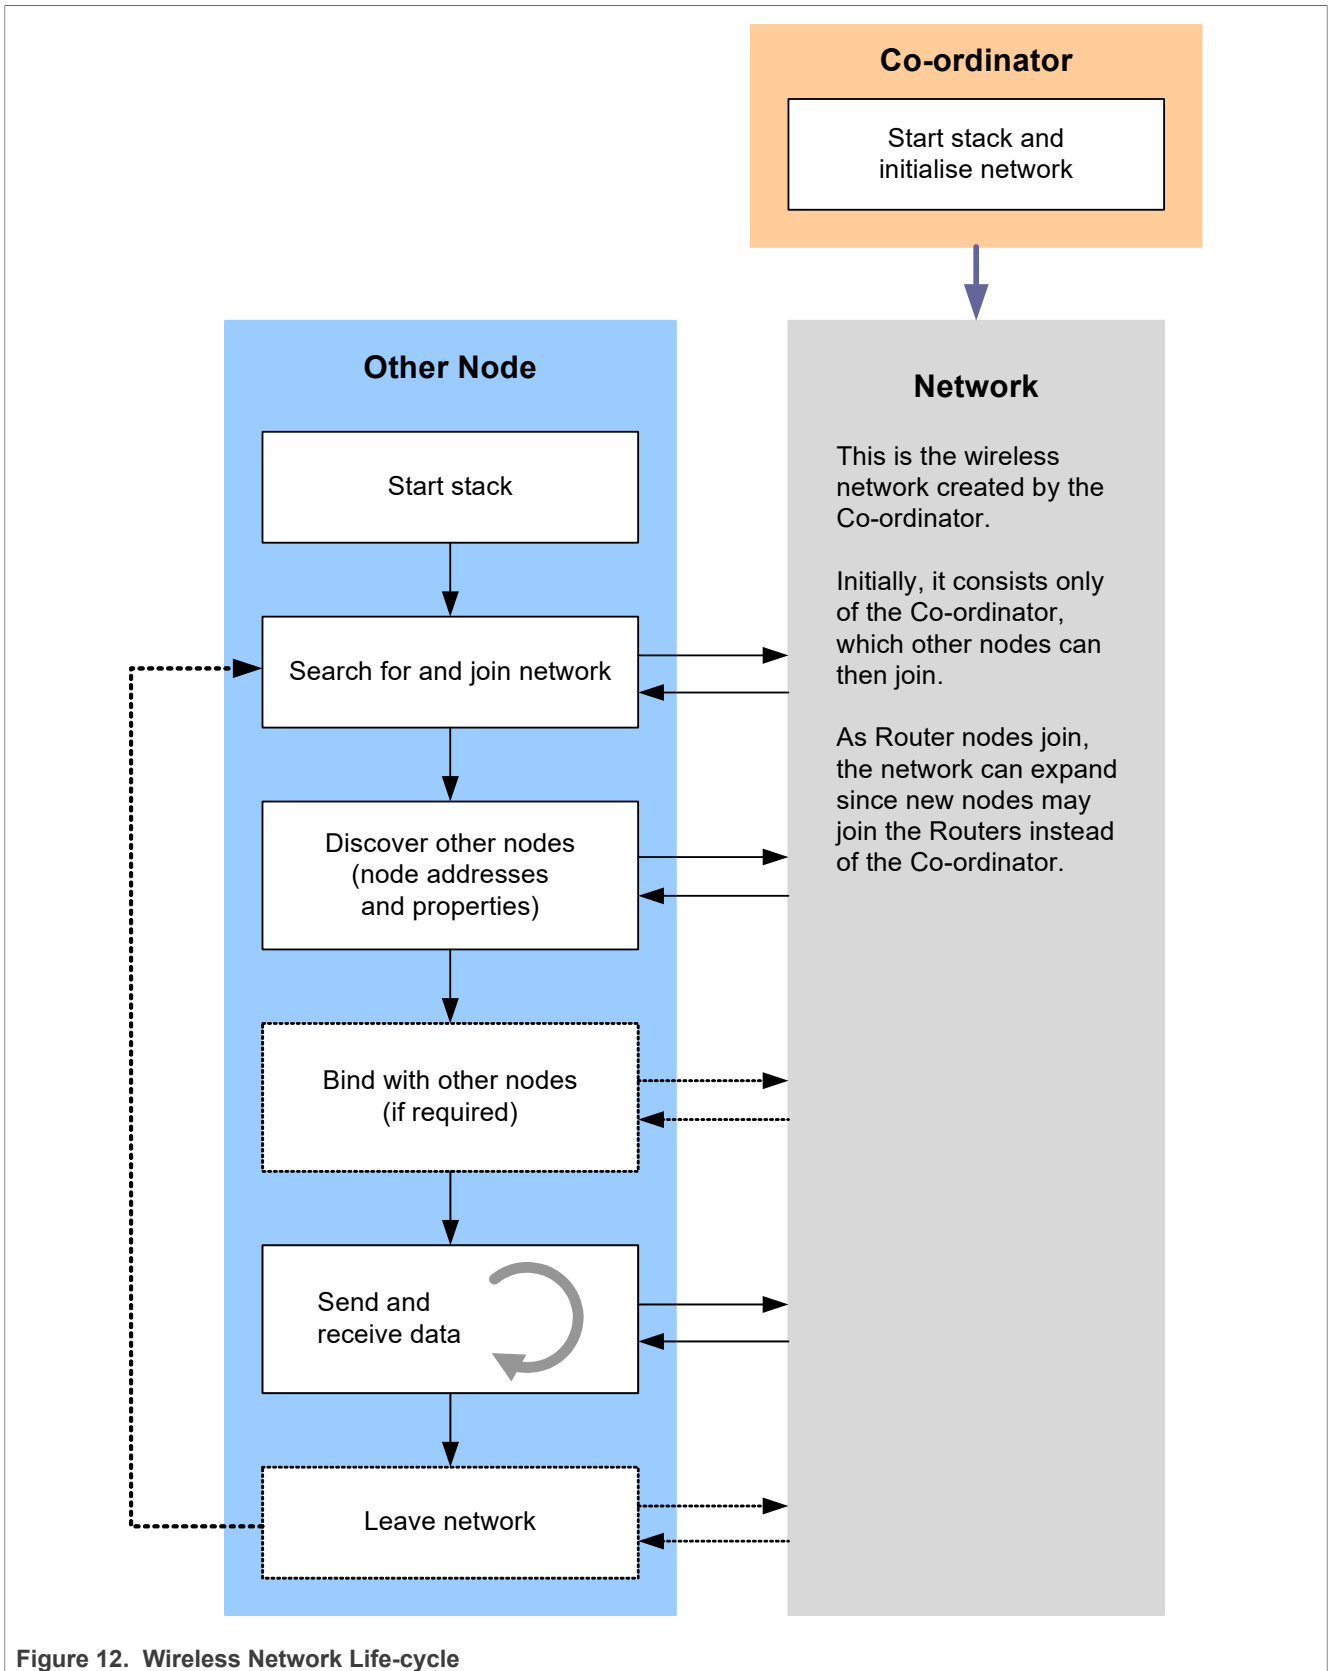 Co-ordinator
Start stack and
initialise network
Other Node
Start stack
Search for and join network
Discover other nodes
(node addresses
and properties)
Bind with other nodes
(if required)
Send and
receive data
Leave network
Network
This is the wireless
network created by the
Co-ordinator.
Initially, it consists only
of the Co-ordinator,
which other nodes can
then join.
As Router nodes join,
the network can expand
since new nodes may
join the Routers instead
of the Co-ordinator.
Figure 12. Wireless Network Life-cycle